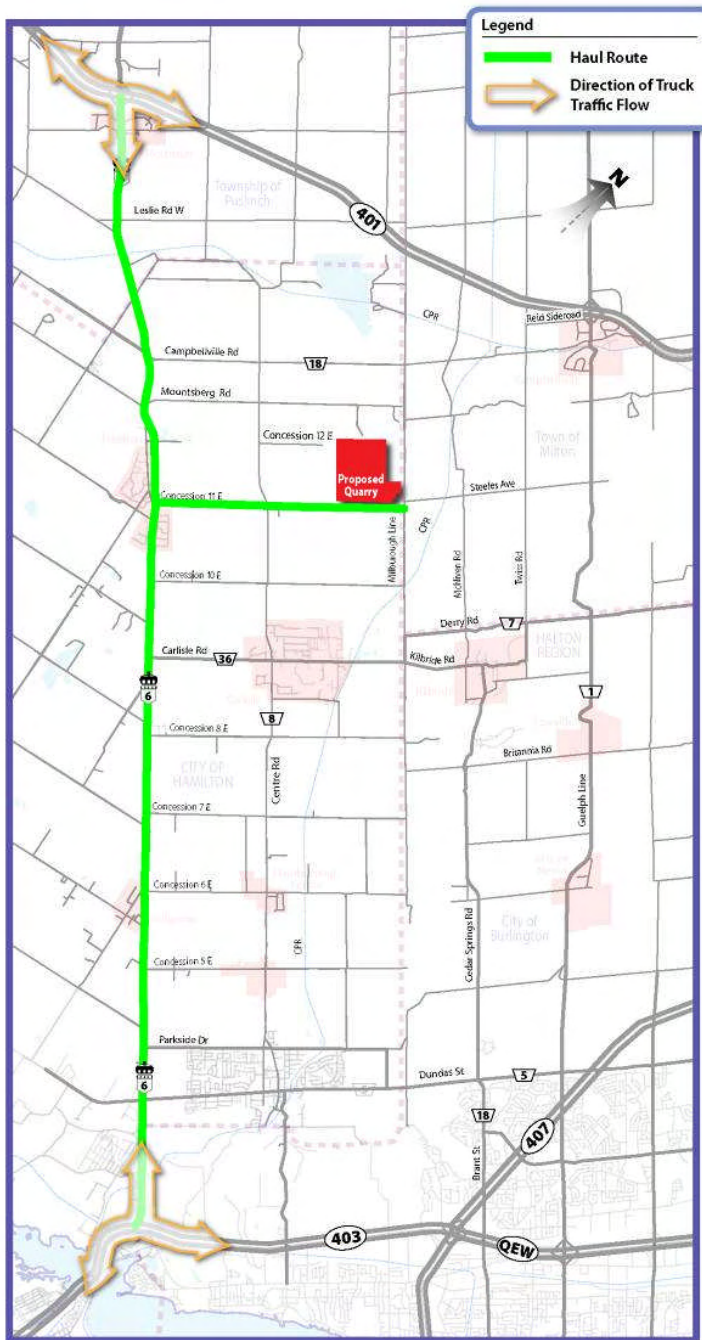 Legend
Haul Route
Direction of Truck
Traffic Flow
N
Township of
Puslinch
Leslie Rd W
401
CPR
Reid Sideroad
Campbellville Rd
18
Mountsberg Rd
Town of
Milton
Concession 12 E
Proposed
Quarry
Steeles Ave
Concession 11 E
CPR
Milburough Line
McNiven Rd
Twiss Rd
Concession 10 E
Derry Rd
7
Carlisle Rd
36
Kilbride Rd
HALTON
REGION
6
8
1
Concession 8 E
Britannia Rd
CITY OF
HAMILTON
Centre Rd
Guelph Line
Concession 7 E
Concession 6 E
City of
Burlington
Cedar Springs Rd
Concession 5 E
CPR
Parkside Dr
6
Dundas St
5
18
407
Brant St
403
QEW